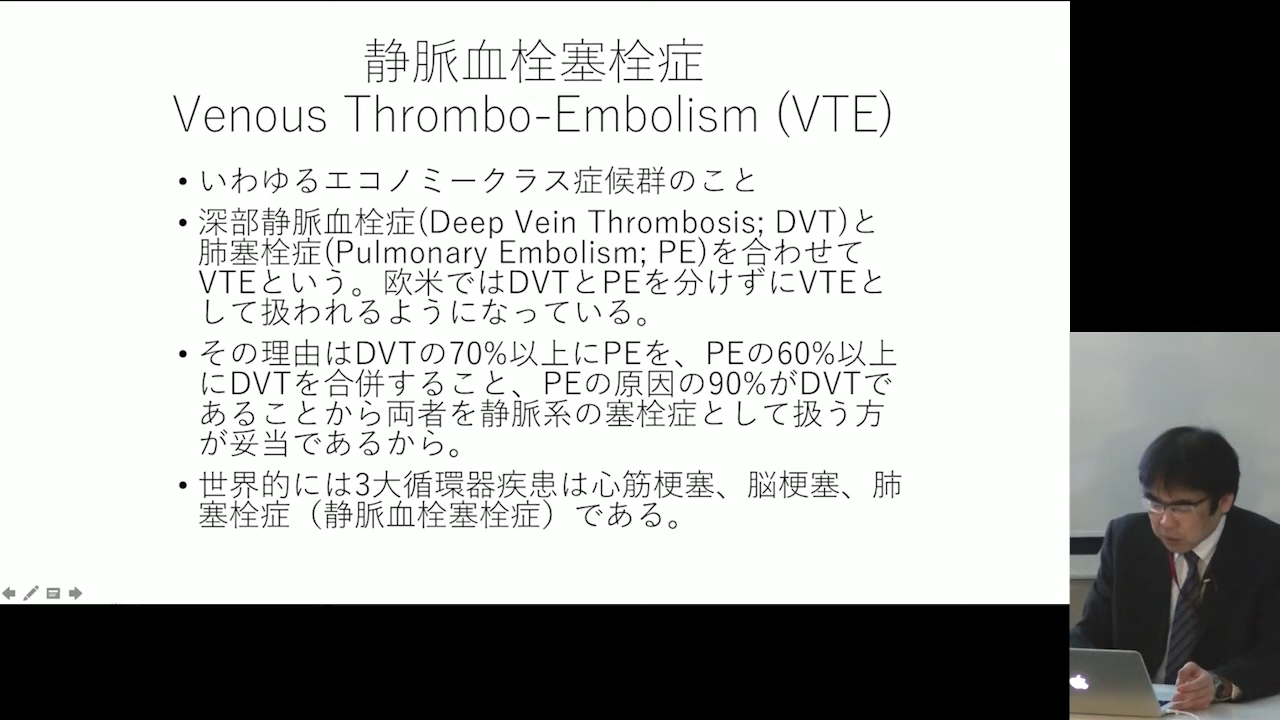 静脈血栓塞栓症
Venous Thrombo-Embolism (VTE)
• いわゆるエコノミークラス症候群のこと
• 深部静脈血栓症(Deep Vein Thrombosis; DVT)と
肺塞栓症(Pulmonary Embolism; PE)を合わせて
VTEという。欧米ではDVTとPEを分けずにVTEと
して扱われるようになっている。
• その理由はDVTの70%以上にPEを、PEの60%以上
にDVTを合併すること、PEの原因の90%がDVTで
あることから両者を静脈系の塞栓症として扱う方
が妥当であるから。
• 世界的には3大循環器疾患は心筋梗塞、脳梗塞、肺
塞栓症（静脈血栓塞栓症）である。